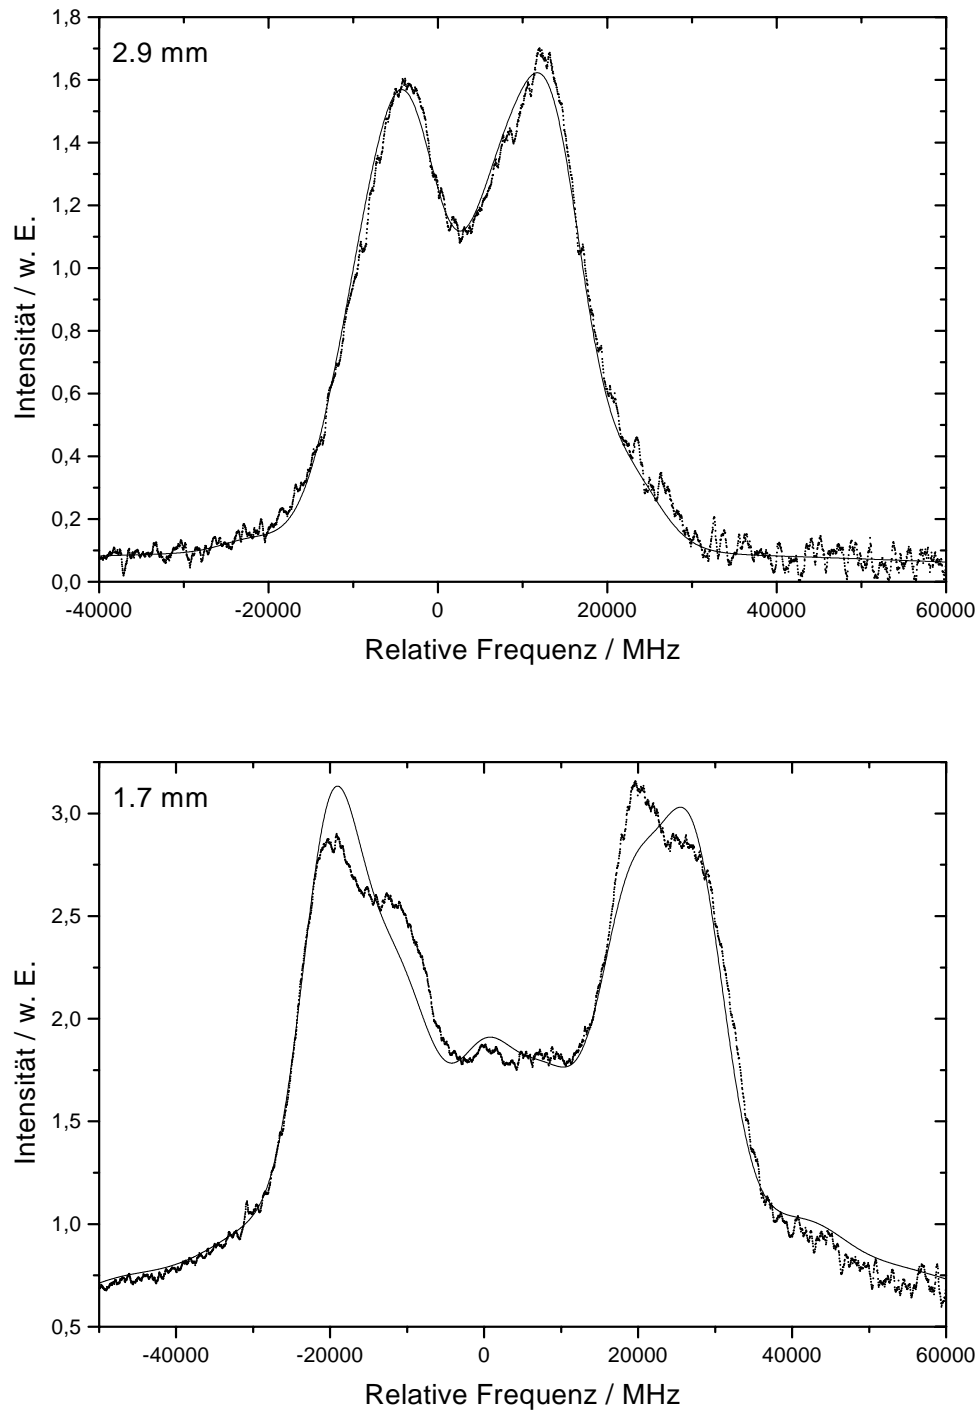 2.9 mm
1,8
1,6
1,4
1,2
1,0
0,8
0,6
0,4
0,2
0,0
Intensität / w. E.
-40000 -20000 0 20000 40000 60000
Relative Frequenz / MHz
1.7 mm
3,0
2,5
2,0
1,5
1,0
0,5
Intensität / w. E.
-40000 -20000 0 20000 40000 60000
Relative Frequenz / MHz